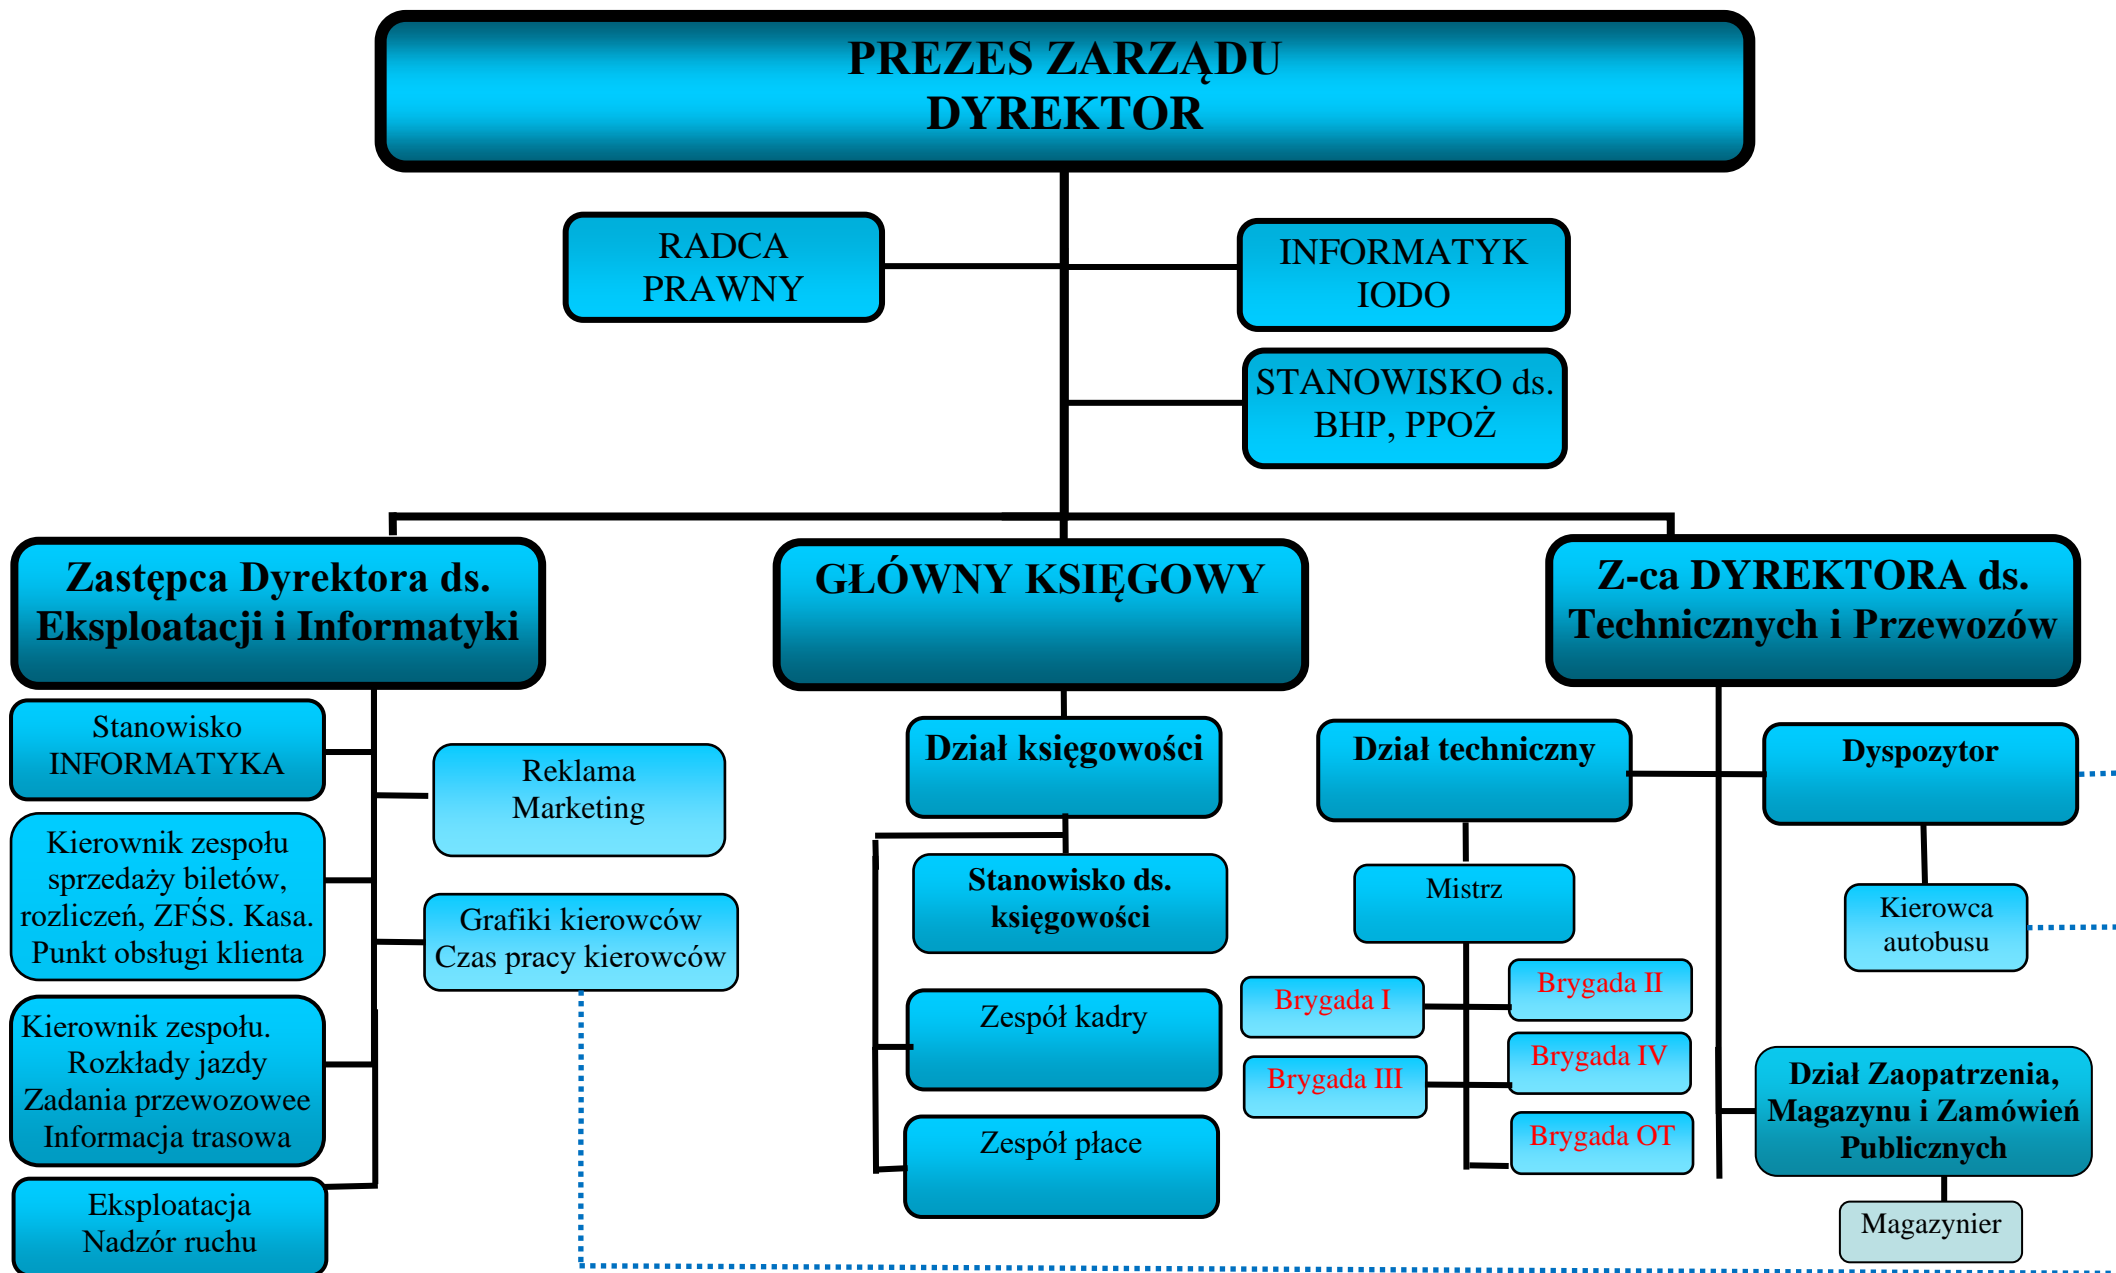 PREZES ZARZĄDU
DYREKTOR
RADCA
PRAWNY
INFORMATYK
IODO
STANOWISKO ds.
BHP, PPOŻ
Zastępca Dyrektora ds.
Eksploatacji i Informatyki
GŁÓWNY KSIĘGOWY
Z-ca DYREKTORA ds.
Technicznych i Przewozów
Stanowisko
INFORMATYKA
Reklama
Marketing
Kierownik zespołu
sprzedaży biletów,
rozliczeń, ZFŚS. Kasa.
Punkt obsługi klienta
Grafiki kierowców
Czas pracy kierowców
Kierownik zespołu.
Rozkłady jazdy
Zadania przewozowee
Informacja trasowa
Eksploatacja
Nadzór ruchu
Dział księgowości
Stanowisko ds.
księgowości
Zespół kadry
Zespół płace
Dział techniczny
Mistrz
Brygada I
Brygada II
Brygada III
Brygada IV
Brygada OT
Dyspozytor
Kierowca
autobusu
Dział Zaopatrzenia,
Magazynu i Zamówień
Publicznych
Magazynier